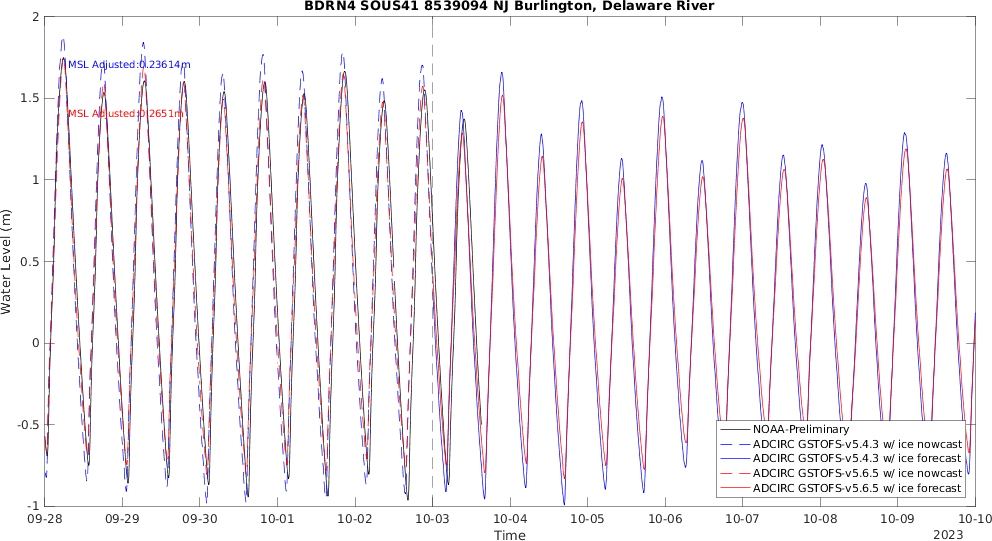 BDRN4 SOUS41 8539094 NJ Burlington, Delaware River
2
MSL Adjusted:0.23614m
1.5
MSL Adjusted:0.2651m
1
0.5
0
-0.5
-1
Water Level (m)
NOAA-Preliminary
ADCIRC GSTOFS-v5.4.3 w/ ice nowcast
ADCIRC GSTOFS-v5.4.3 w/ ice forecast
ADCIRC GSTOFS-v5.6.5 w/ ice nowcast
ADCIRC GSTOFS-v5.6.5 w/ ice forecast
09-28 09-29 09-30 10-01 10-02 10-03 10-04 10-05 10-06 10-07 10-08 10-09 10-10
Time
2023